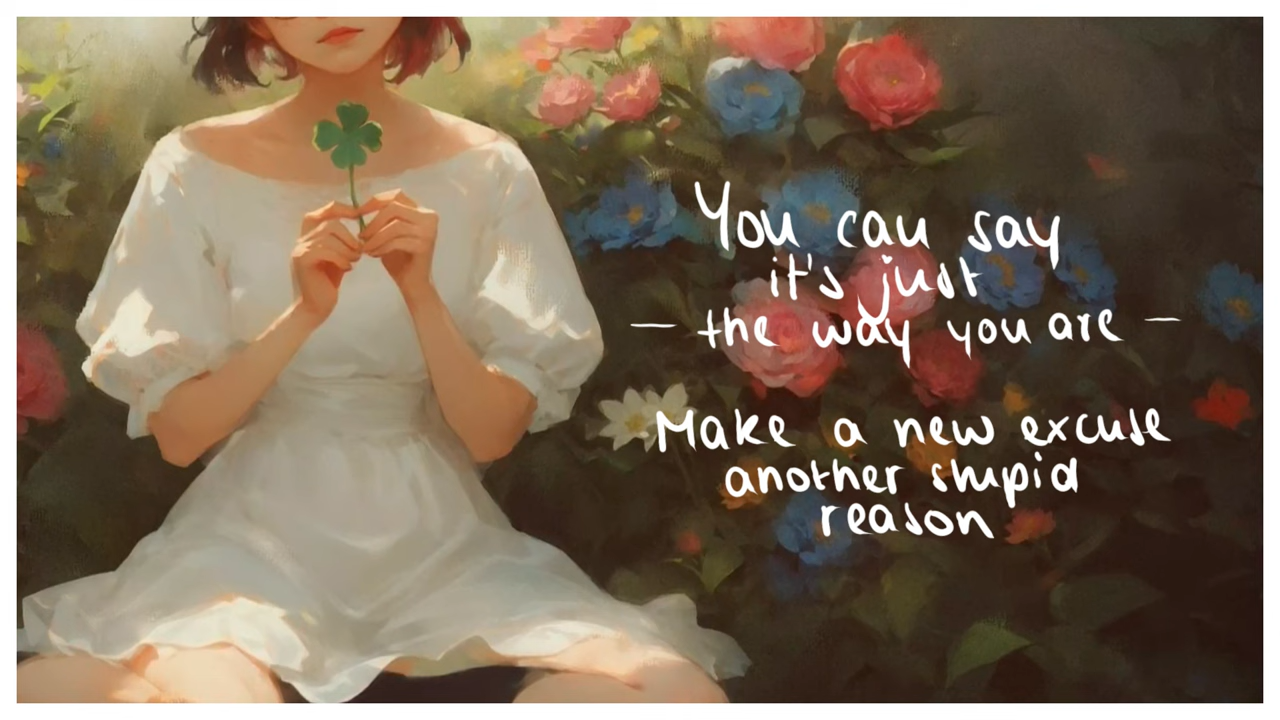 You can say
it's just
— the way you are —
Make a new excuse
another stupid
reason